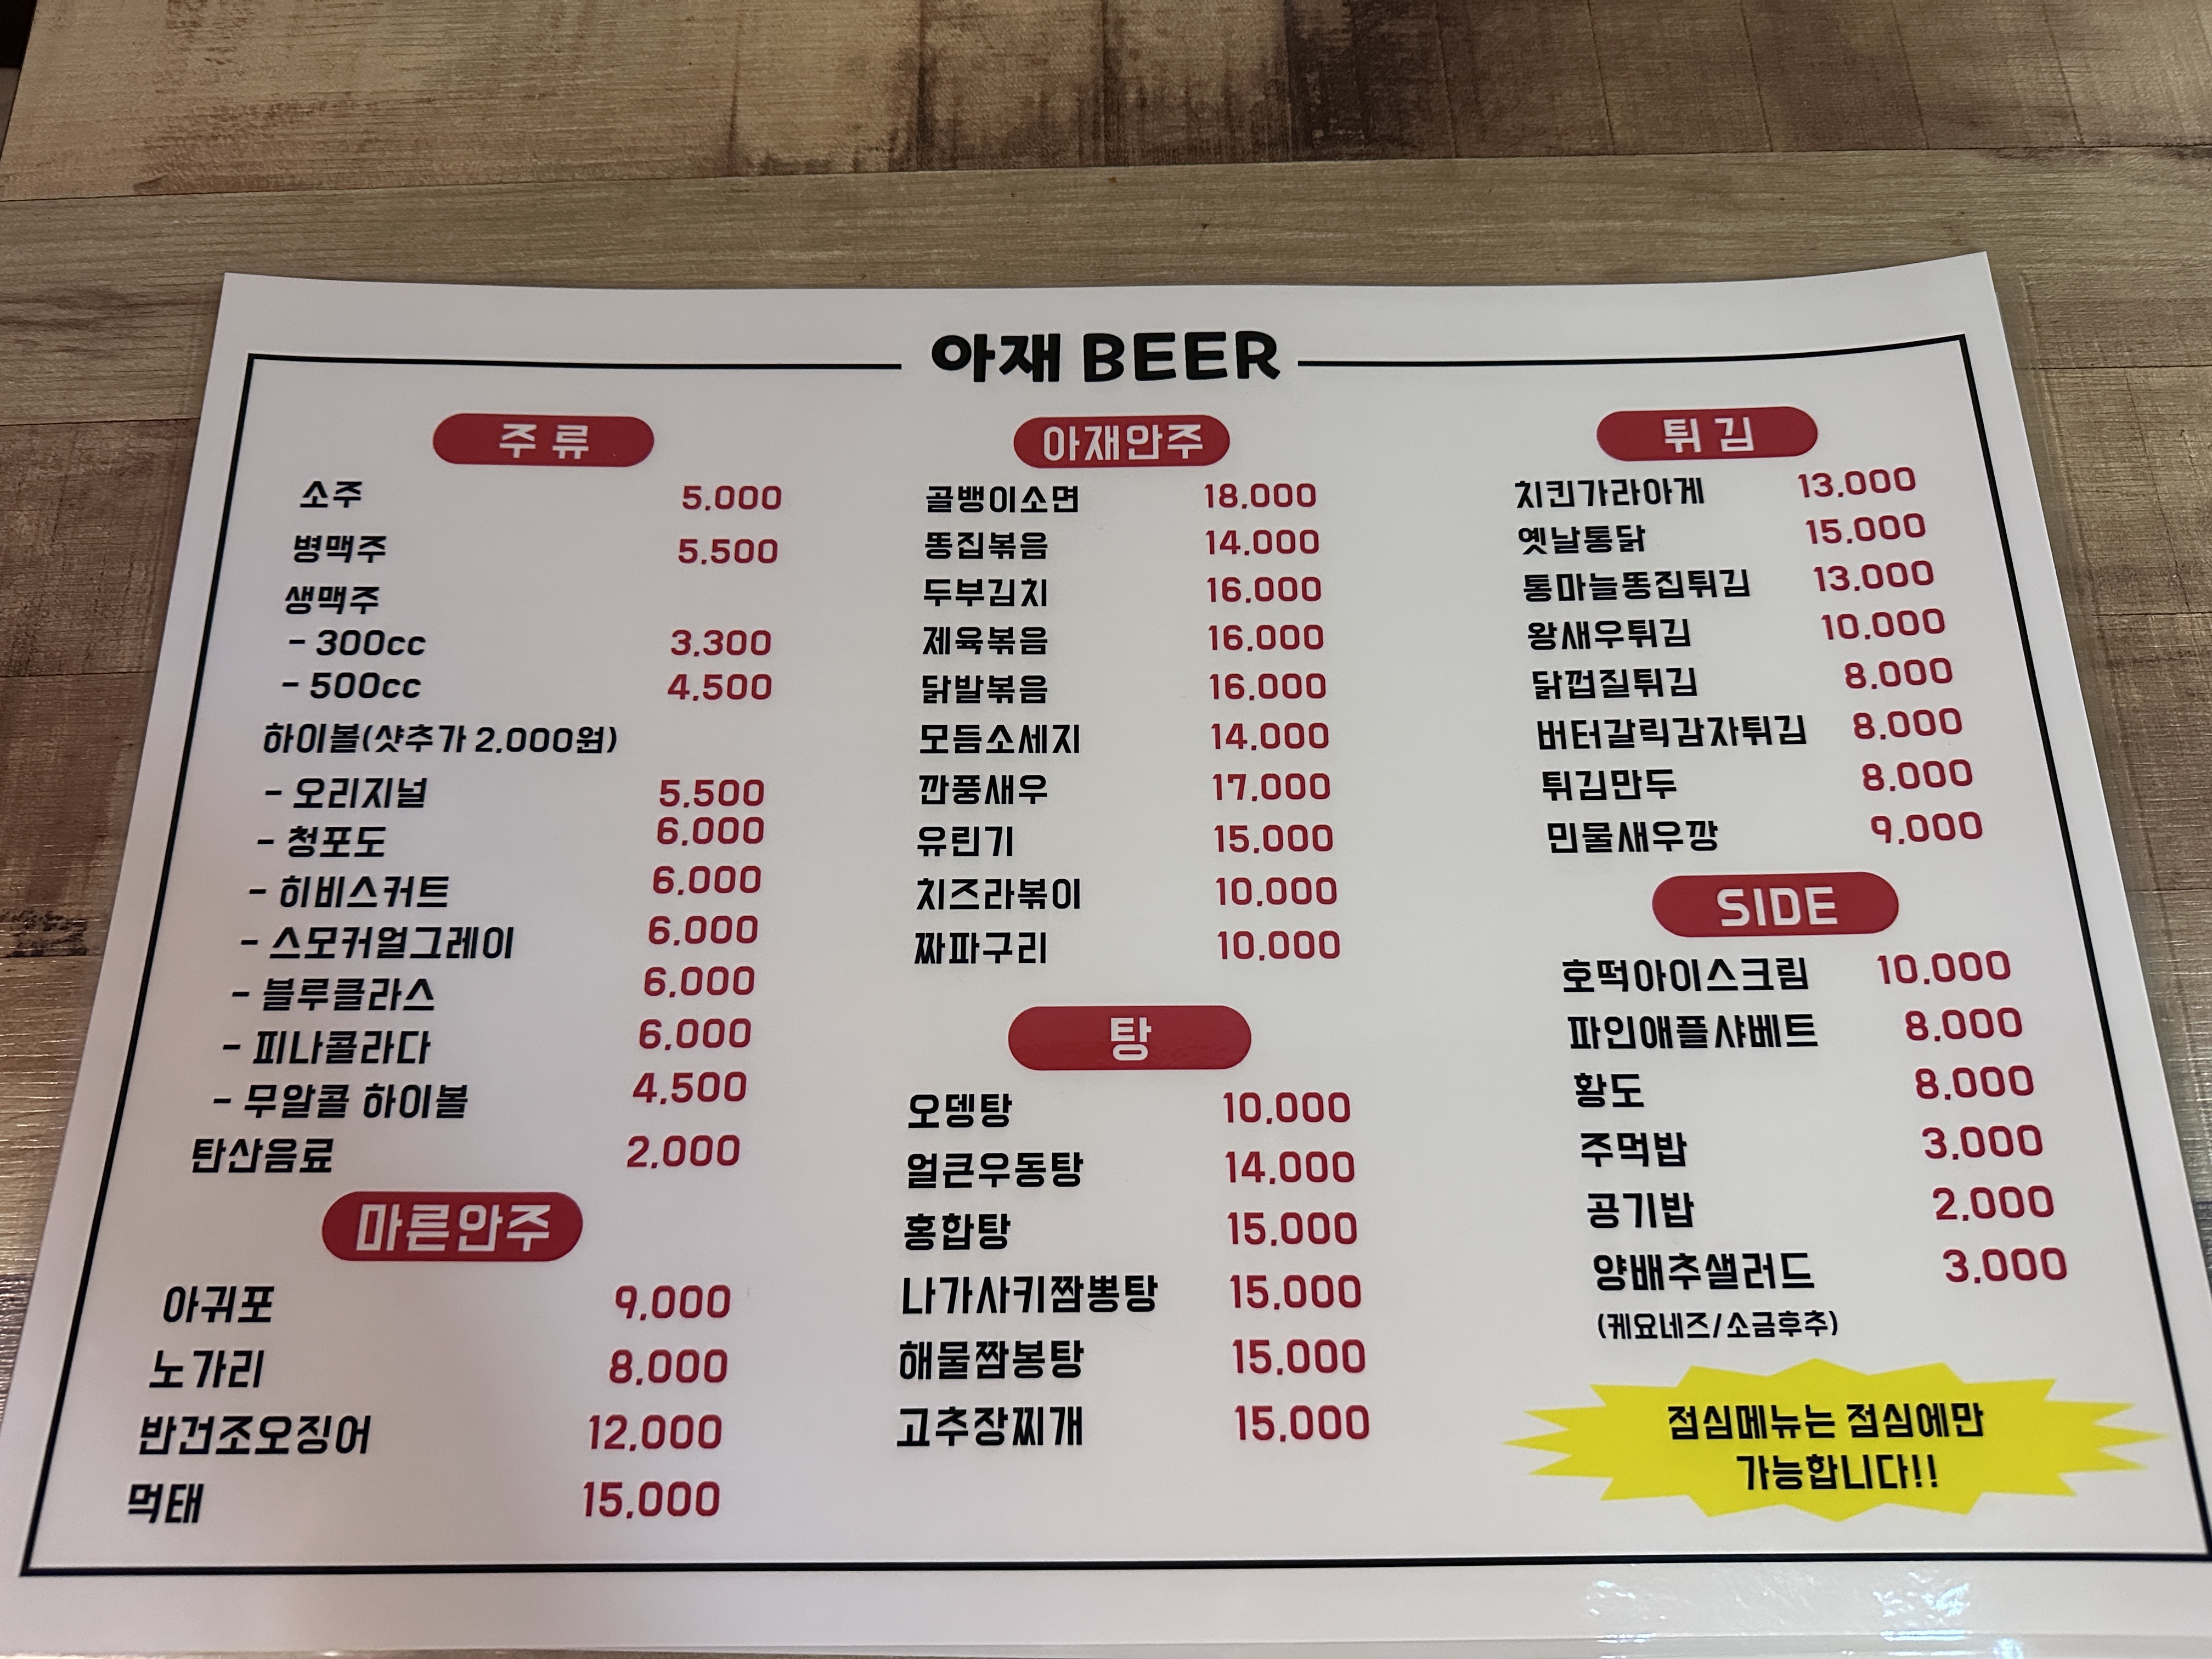 아재 BEER
주류
소주 5,000
병맥주 5,500
생맥주
- 300cc 3,300
- 500cc 4,500
하이볼(샷추가 2,000원)
- 오리지널 5,500
- 청포도 6,000
- 히비스커트 6,000
- 스모커얼그레이 6,000
- 블루클라스 6,000
- 피나콜라다 6,000
- 무알콜 하이볼 4,500
탄산음료 2,000
마른안주
아귀포 9,000
노가리 8,000
반건조오징어 12,000
먹태 15,000
아재안주
골뱅이소면 18,000
똥집볶음 14,000
두부김치 16,000
제육볶음 16,000
닭발볶음 16,000
모듬소세지 14,000
깐풍새우 17,000
유린기 15,000
치즈라볶이 10,000
짜파구리 10,000
탕
오뎅탕 10,000
얼큰우동탕 14,000
홍합탕 15,000
나가사키짬뽕탕 15,000
해물짬봉탕 15,000
고추장찌개 15,000
튀김
치킨가라아게 13,000
옛날통닭 15,000
통마늘똥집튀김 13,000
왕새우튀김 10,000
닭껍질튀김 8,000
버터갈릭감자튀김 8,000
튀김만두 8,000
민물새우깡 9,000
SIDE
호떡아이스크림 10,000
파인애플샤베트 8,000
황도 8,000
주먹밥 3,000
공기밥 2,000
양배추샐러드 3,000
(케요네즈/소금후추)
점심메뉴는 점심에만
가능합니다!!